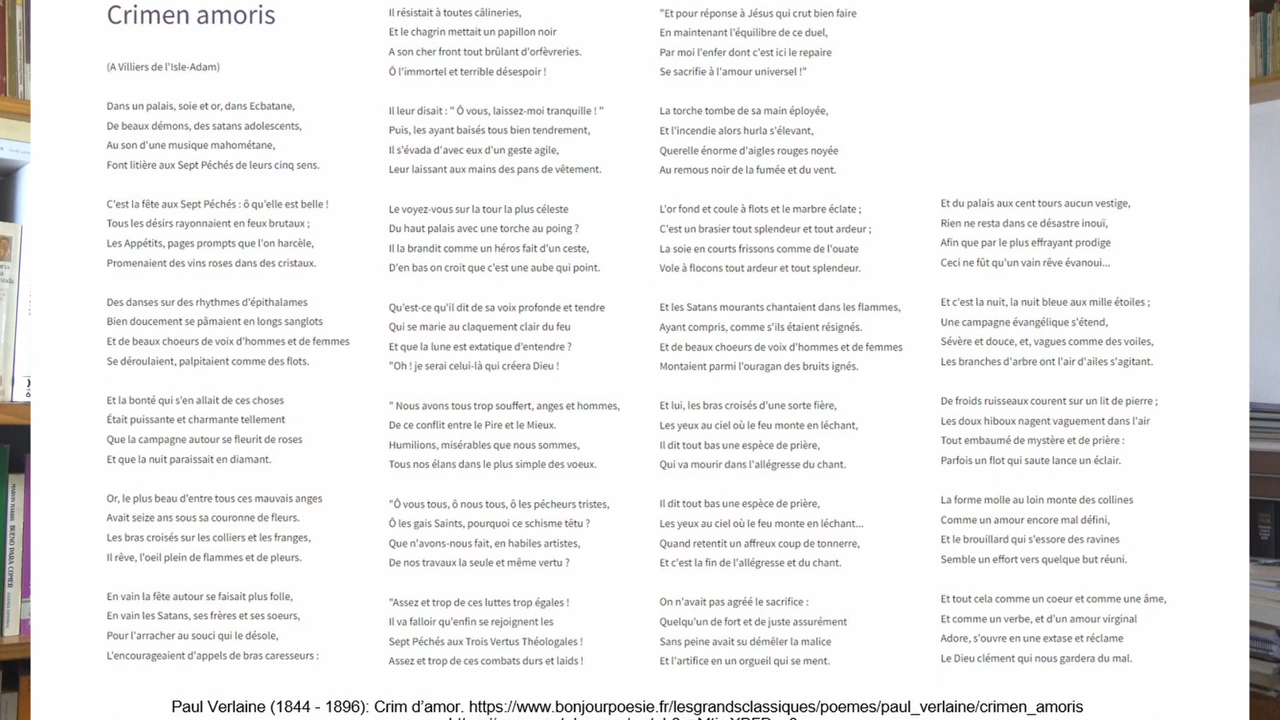 Crimen amoris
(A Villiers de l'Isle-Adam)
Dans un palais, soie et or, dans Ecbatane,
De beaux démons, des satans adolescents,
Au son d'une musique mahométane,
Font litière aux Sept Péchés de leurs cinq sens.
C'est la fête aux Sept Péchés : ô qu'elle est belle !
Tous les désirs rayonnaient en feux brutaux ;
Les Appétits, pages prompts que l'on harcèle,
Promenaient des vins roses dans des cristaux.
Des danses sur des rhythmes d'épithalames
Bien doucement se pâmaient en longs sanglots
Et de beaux choeurs de voix d'hommes et de femmes
Se déroulaient, palpitaient comme des flots.
Et la bonté qui s'en allait de ces choses
Était puissante et charmante tellement
Que la campagne autour se fleurit de roses
Et que la nuit paraissait en diamant.
Or, le plus beau d'entre tous ces mauvais anges
Avait seize ans sous sa couronne de fleurs.
Les bras croisés sur les colliers et les franges,
Il rêve, l'oeil plein de flammes et de pleurs.
En vain la fête autour se faisait plus folle,
En vain les Satans, ses frères et ses soeurs,
Pour l'arracher au souci qui le désole,
L'encourageaient d'appels de bras caresseurs :
Il résistait à toutes câlineries,
Et le chagrin mettait un papillon noir
A son cher front tout brûlant d'orfèvreries.
Ô l'immortel et terrible désespoir !
Il leur disait : " Ô vous, laissez-moi tranquille ! "
Puis, les ayant baisés tous bien tendrement,
Il s'évada d'avec eux d'un geste agile,
Leur laissant aux mains des pans de vêtement.
Le voyez-vous sur la tour la plus céleste
Du haut palais avec une torche au poing ?
Il la brandit comme un héros fait d'un ceste,
D'en bas on croit que c'est une aube qui point.
Qu'est-ce qu'il dit de sa voix profonde et tendre
Qui se marie au claquement clair du feu
Et que la lune est extatique d'entendre ?
"Oh ! je serai celui-là qui créera Dieu !
" Nous avons tous trop souffert, anges et hommes,
De ce conflit entre le Pire et le Mieux.
Humilions, misérables que nous sommes,
Tous nos élans dans le plus simple des voeux.
"Ô vous tous, ô nous tous, ô les pécheurs tristes,
Ô les gais Saints, pourquoi ce schisme têtu ?
Que n'avons-nous fait, en habiles artistes,
De nos travaux la seule et même vertu ?
"Assez et trop de ces luttes trop égales !
Il va falloir qu'enfin se rejoignent les
Sept Péchés aux Trois Vertus Théologales !
Assez et trop de ces combats durs et laids !
"Et pour réponse à Jésus qui crut bien faire
En maintenant l'équilibre de ce duel,
Par moi l'enfer dont c'est ici le repaire
Se sacrifie à l'amour universel !"
La torche tombe de sa main éployée,
Et l'incendie alors hurla s'élevant,
Querelle énorme d'aigles rouges noyée
Au remous noir de la fumée et du vent.
L'or fond et coule à flots et le marbre éclate ;
C'est un brasier tout splendeur et tout ardeur ;
La soie en courts frissons comme de l'ouate
Vole à flocons tout ardeur et tout splendeur.
Et les Satans mourants chantaient dans les flammes,
Ayant compris, comme s'ils étaient résignés.
Et de beaux choeurs de voix d'hommes et de femmes
Montaient parmi l'ouragan des bruits ignés.
Et lui, les bras croisés d'une sorte fière,
Les yeux au ciel où le feu monte en léchant,
Il dit tout bas une espèce de prière,
Qui va mourir dans l'allégresse du chant.
Il dit tout bas une espèce de prière,
Les yeux au ciel où le feu monte en léchant...
Quand retentit un affreux coup de tonnerre,
Et c'est la fin de l'allégresse et du chant.
On n'avait pas agréé le sacrifice :
Quelqu'un de fort et de juste assurément
Sans peine avait su démêler la malice
Et l'artifice en un orgueil qui se ment.
Et du palais aux cent tours aucun vestige,
Rien ne resta dans ce désastre inouï,
Afin que par le plus effrayant prodige
Ceci ne fût qu'un vain rêve évanoui...
Et c'est la nuit, la nuit bleue aux mille étoiles ;
Une campagne évangélique s'étend,
Sévère et douce, et, vagues comme des voiles,
Les branches d'arbre ont l'air d'ailes s'agitant.
De froids ruisseaux courent sur un lit de pierre ;
Les doux hiboux nagent vaguement dans l'air
Tout embaumé de mystère et de prière :
Parfois un flot qui saute lance un éclair.
La forme molle au loin monte des collines
Comme un amour encore mal défini,
Et le brouillard qui s'essore des ravines
Semble un effort vers quelque but réuni.
Et tout cela comme un coeur et comme une âme,
Et comme un verbe, et d'un amour virginal
Adore, s'ouvre en une extase et réclame
Le Dieu clément qui nous gardera du mal.
Paul Verlaine (1844 - 1896): Crim d'amor. https://www.bonjourpoesie.fr/lesgrandsclassiques/poemes/paul_verlaine/crimen_amoris